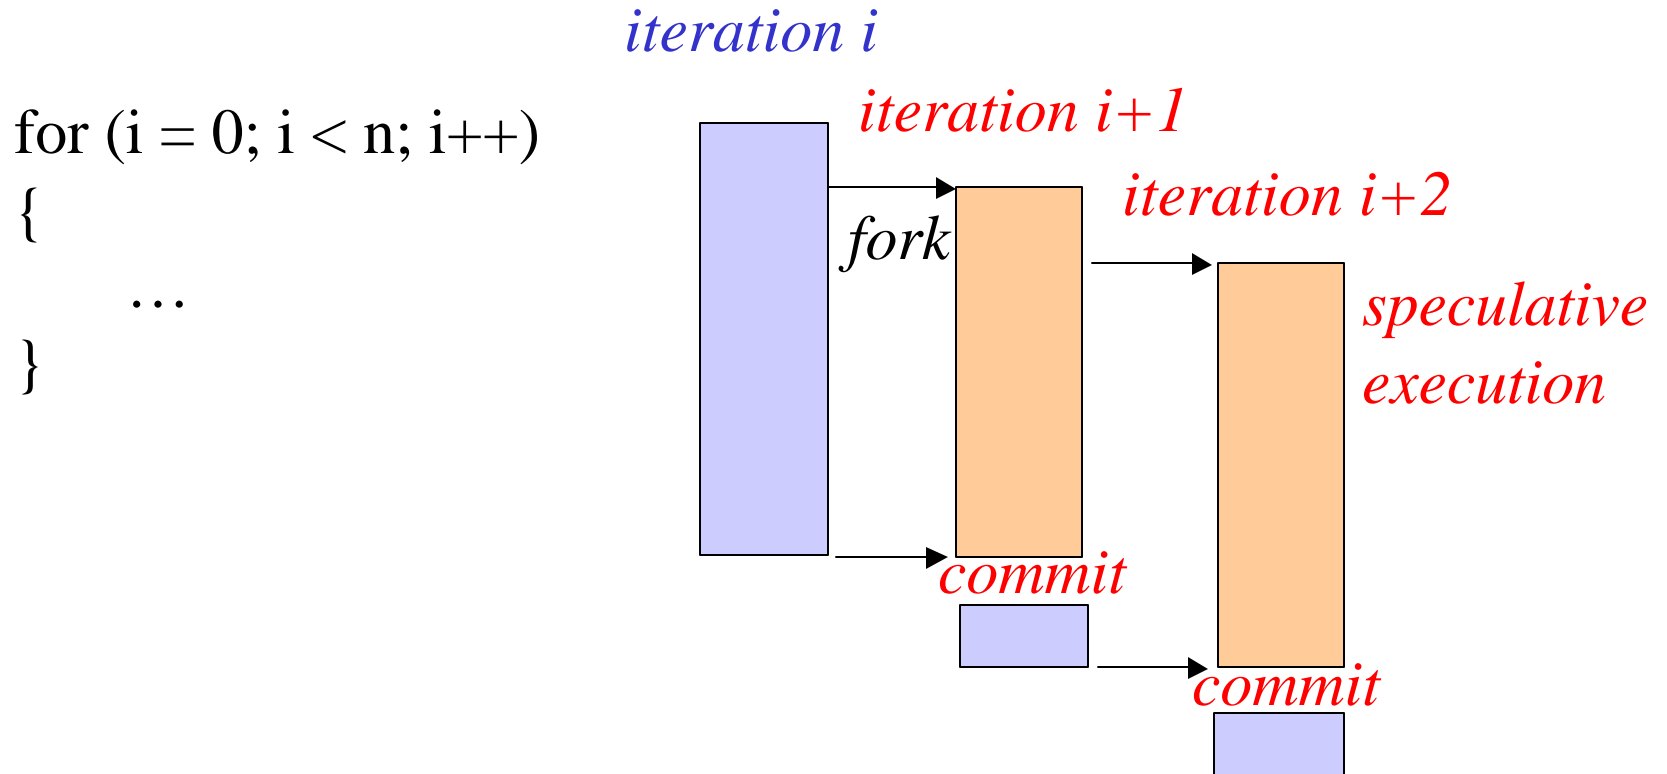 iteration i
iteration i+1
for (i = 0; i < n; i++)
iteration i+2
{
fork
…
speculative
execution
}
commit
commit